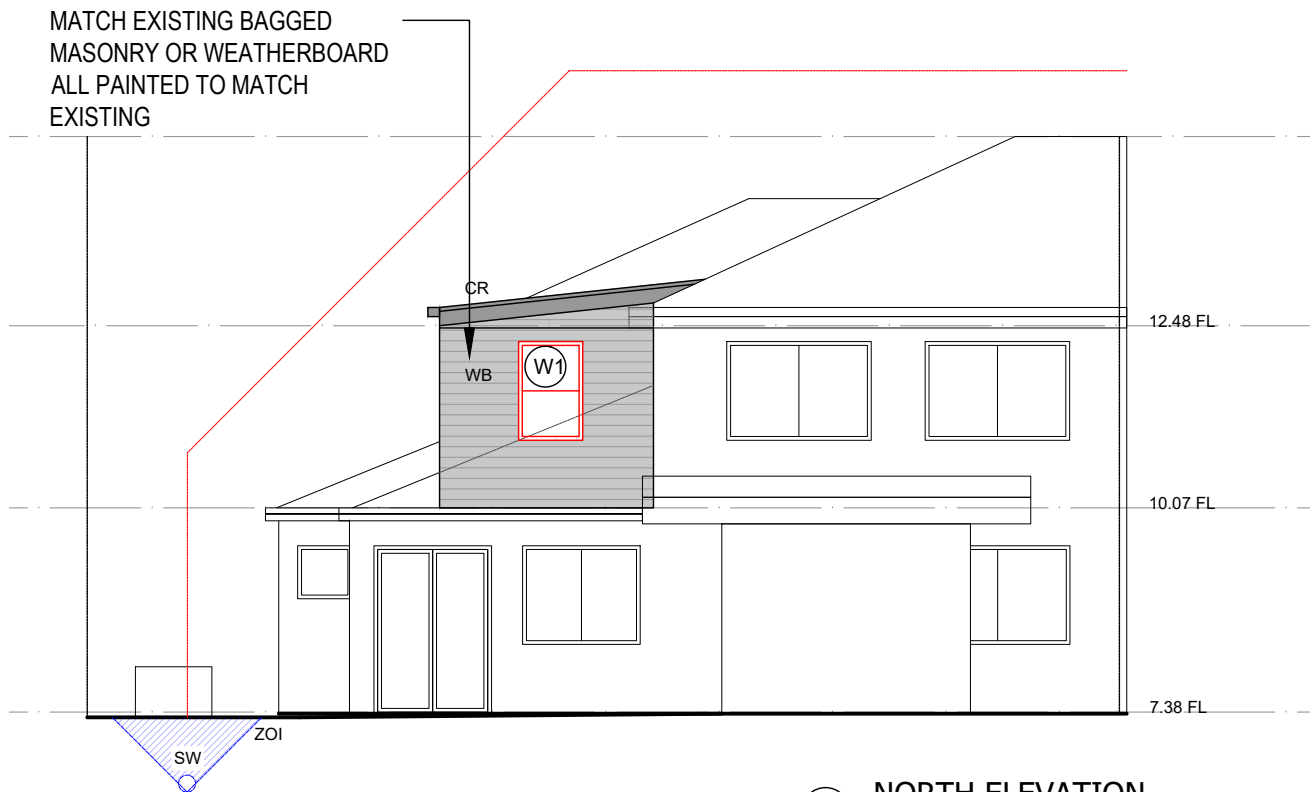 MATCH EXISTING BAGGED
MASONRY OR WEATHERBOARD
ALL PAINTED TO MATCH
EXISTING
CR
12.48 FL
W1
WB
10.07 FL
7.38 FL
ZOI
SW
NORTH ELEVATION